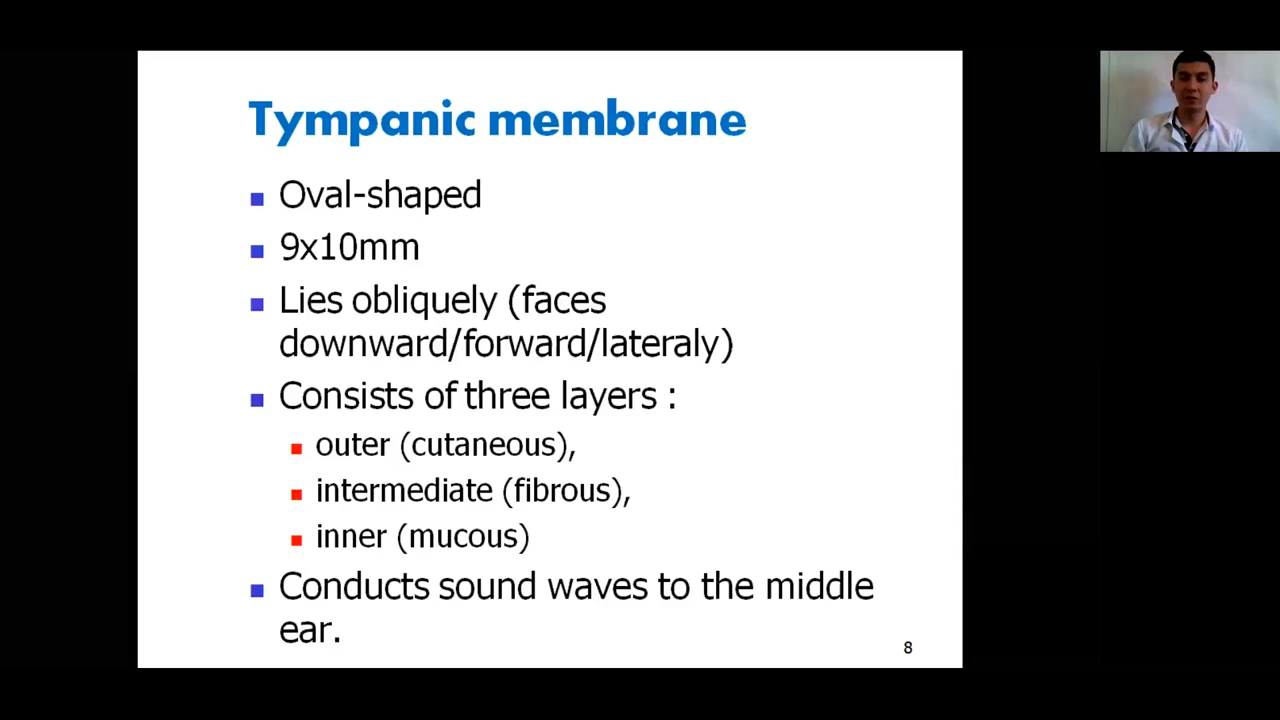 Tympanic membrane
Oval-shaped
9x10mm
Lies obliquely (faces
downward/forward/lateraly)
Consists of three layers :
outer (cutaneous),
intermediate (fibrous),
inner (mucous)
Conducts sound waves to the middle
ear.
8